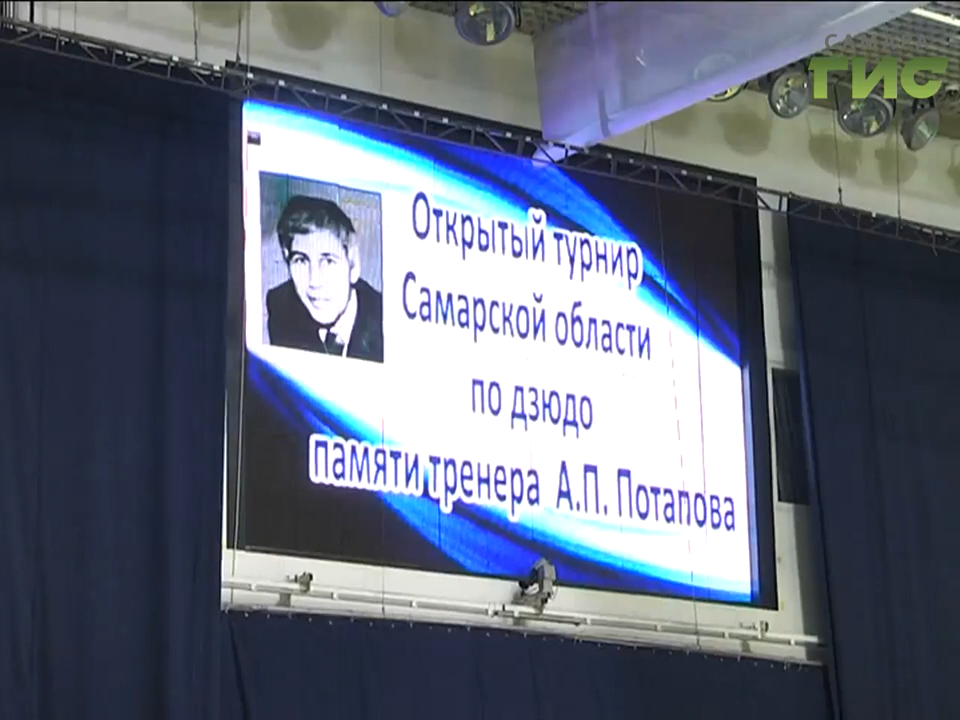 ГИС
Открытый турнир
Самарской области
по дзюдо
памяти тренера А.П. Потапова